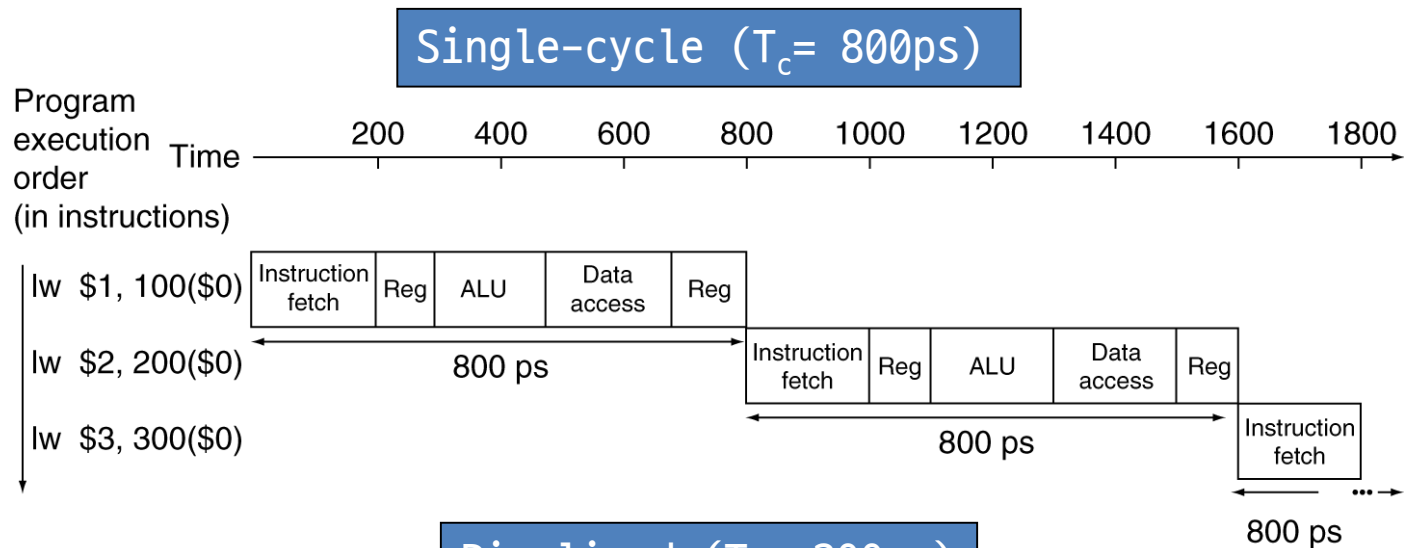 Single-cycle (Tc= 800ps)
Program
execution
order
(in instructions)
Time
200 400 600 800 1000 1200 1400 1600 1800
lw $1, 100($0)
Instruction
fetch
Reg
ALU
Data
access
Reg
800 ps
lw $2, 200($0)
Instruction
fetch
Reg
ALU
Data
access
Reg
800 ps
lw $3, 300($0)
Instruction
fetch
...
800 ps